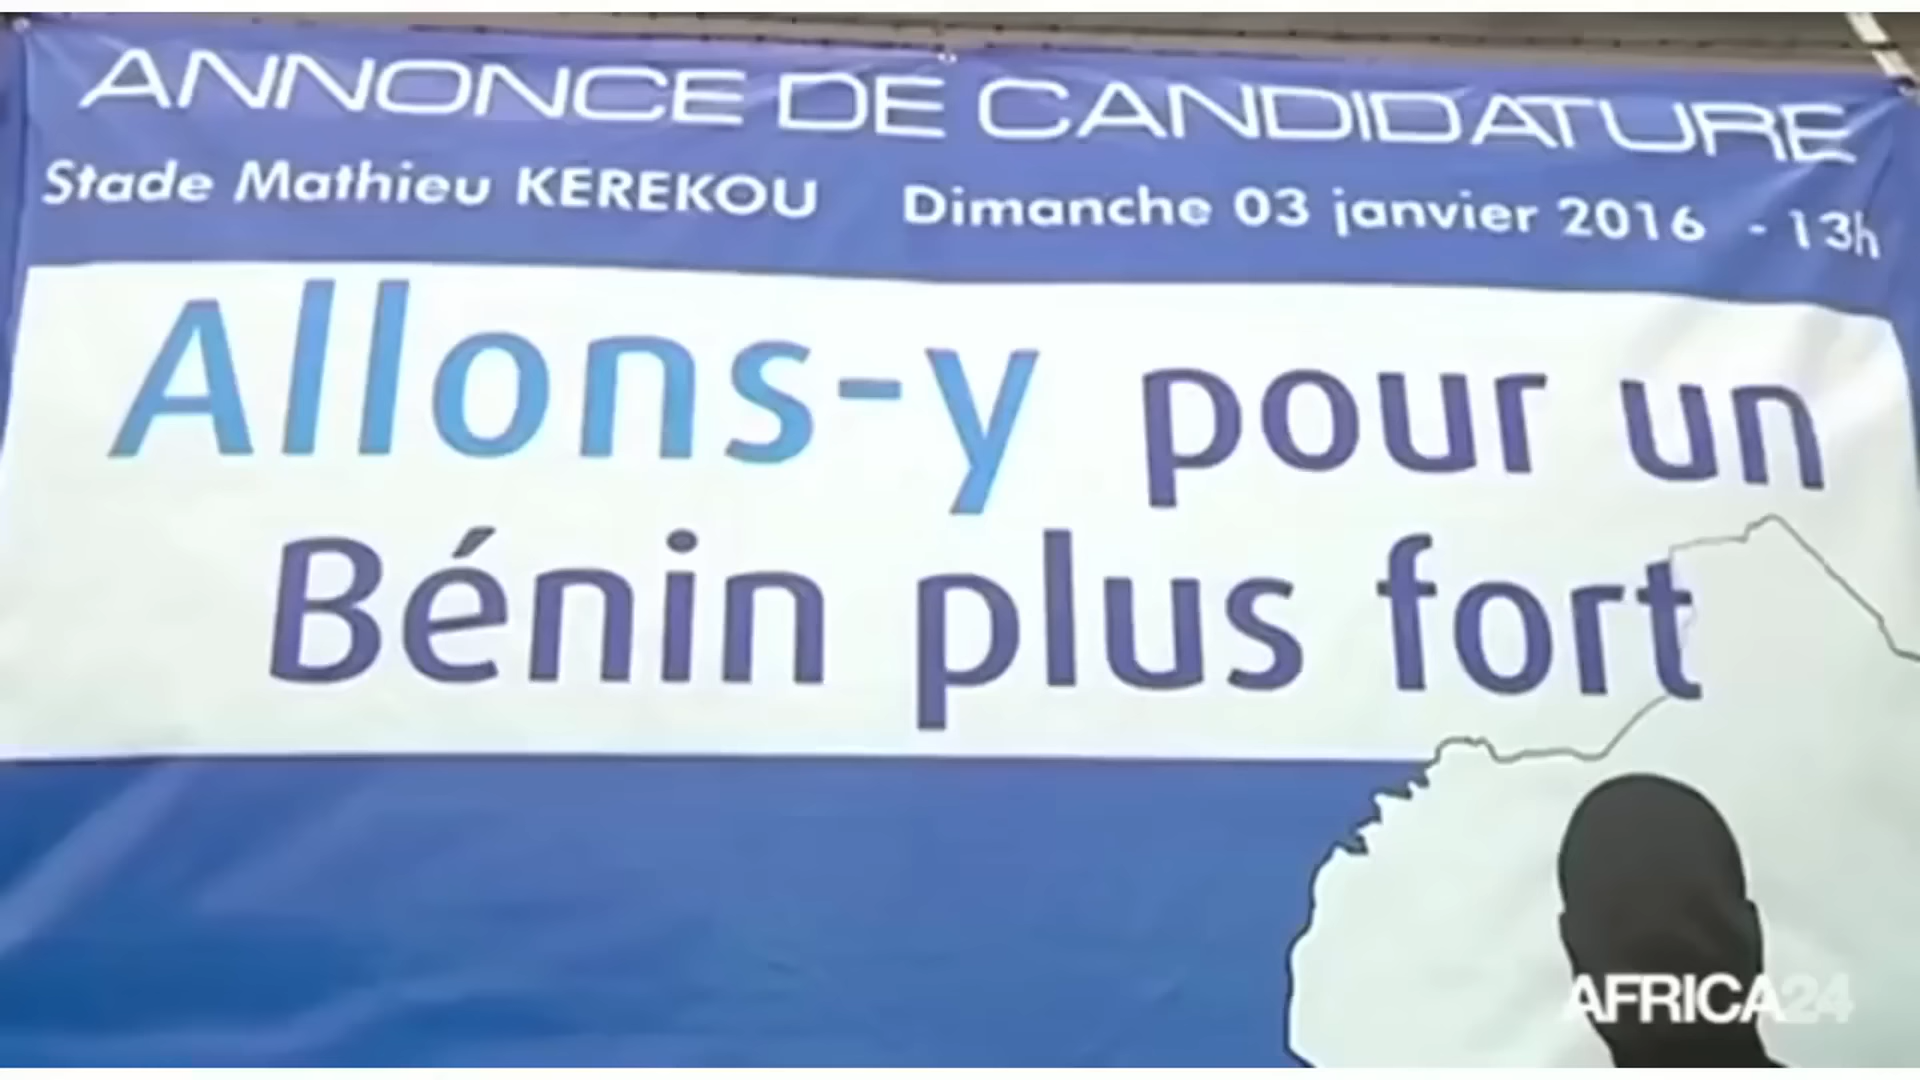 ANNONCE DE CANDIDATURE
Stade Mathieu KEREKOU Dimanche 03 janvier 2016 - 13h
Allons-y pour un
Bénin plus fort
AFRICA24